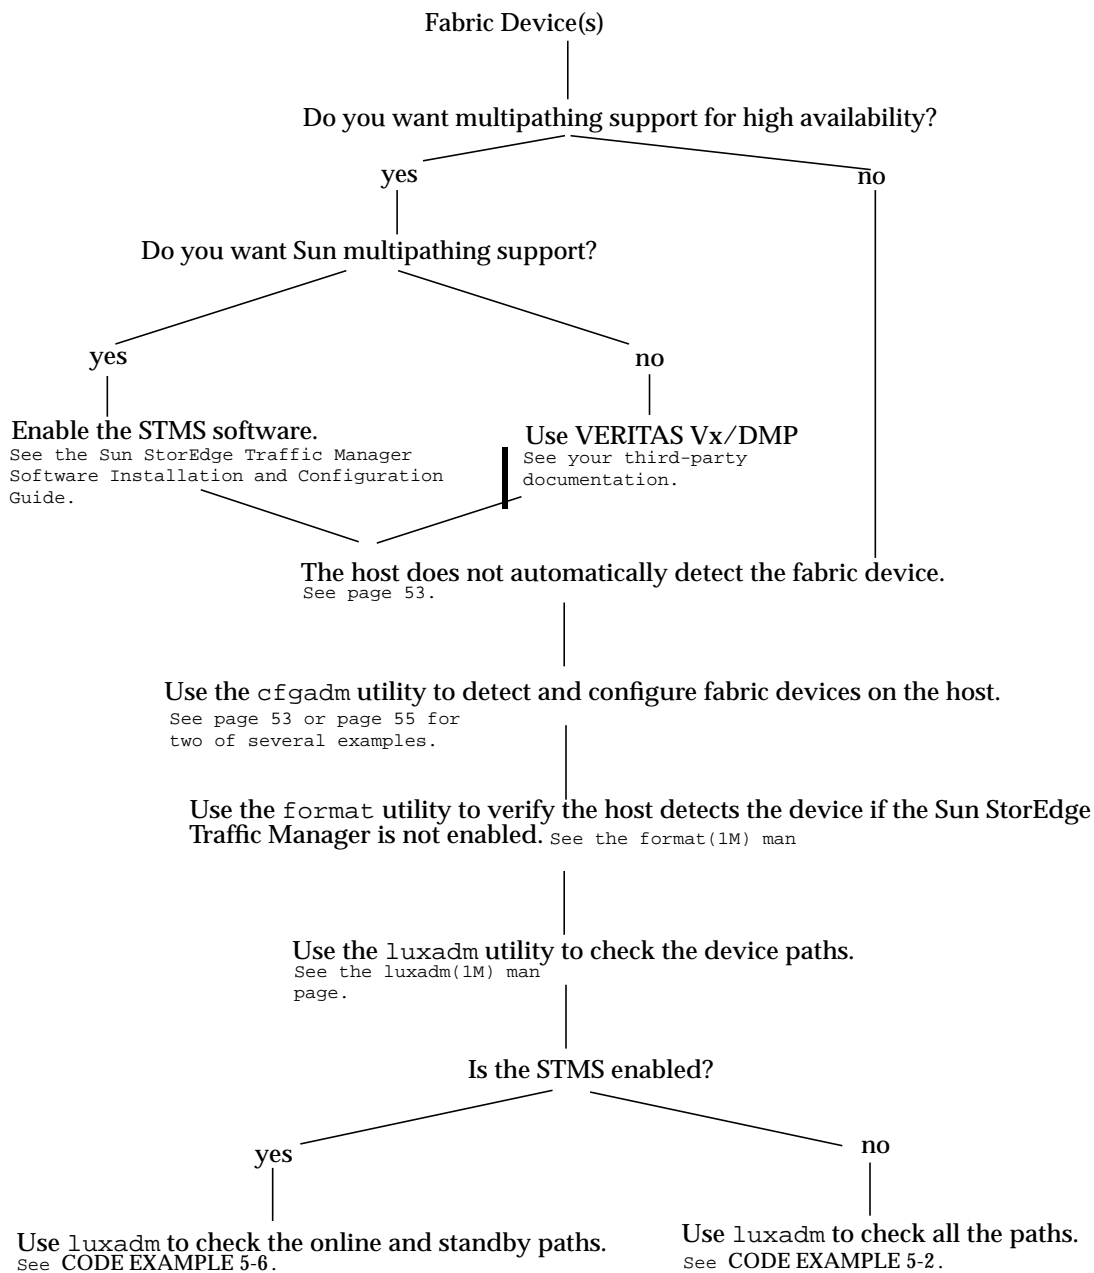 Fabric Device(s)
Do you want multipathing support for high availability?
yes
no
Do you want Sun multipathing support?
yes
no
Enable the STMS software.
See the Sun StorEdge Traffic Manager
Software Installation and Configuration
Guide.
Use VERITAS Vx/DMP
See your third-party
documentation.
The host does not automatically detect the fabric device.
See page 53.
Use the cfgadm utility to detect and configure fabric devices on the host.
See page 53 or page 55 for
two of several examples.
Use the format utility to verify the host detects the device if the Sun StorEdge
Traffic Manager is not enabled. See the format(1M) man
Use the luxadm utility to check the device paths.
See the luxadm(1M) man
page.
Is the STMS enabled?
yes
no
Use luxadm to check the online and standby paths.
See CODE EXAMPLE 5-6.
Use luxadm to check all the paths.
See CODE EXAMPLE 5-2.